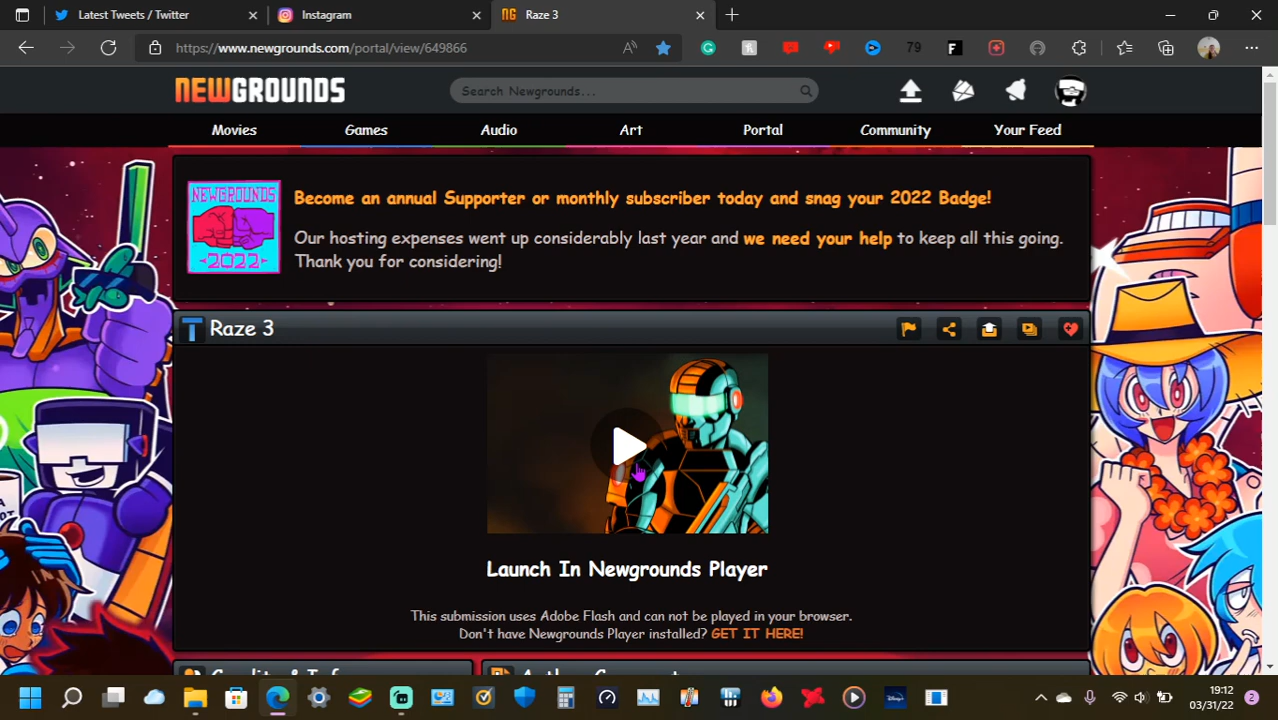 Latest Tweets / Twitter
Instagram
NG Raze 3
https://www.newgrounds.com/portal/view/649866
79
NEWGROUNDS
Search Newgrounds...
Movies
Games
Audio
Art
Portal
Community
Your Feed
NEWGROUNDS
2022
Become an annual Supporter or monthly subscriber today and snag your 2022 Badge!
Our hosting expenses went up considerably last year and we need your help to keep all this going.
Thank you for considering!
T Raze 3
Launch In Newgrounds Player
This submission uses Adobe Flash and can not be played in your browser.
Don't have Newgrounds Player installed? GET IT HERE!
19:12
03/31/22
2